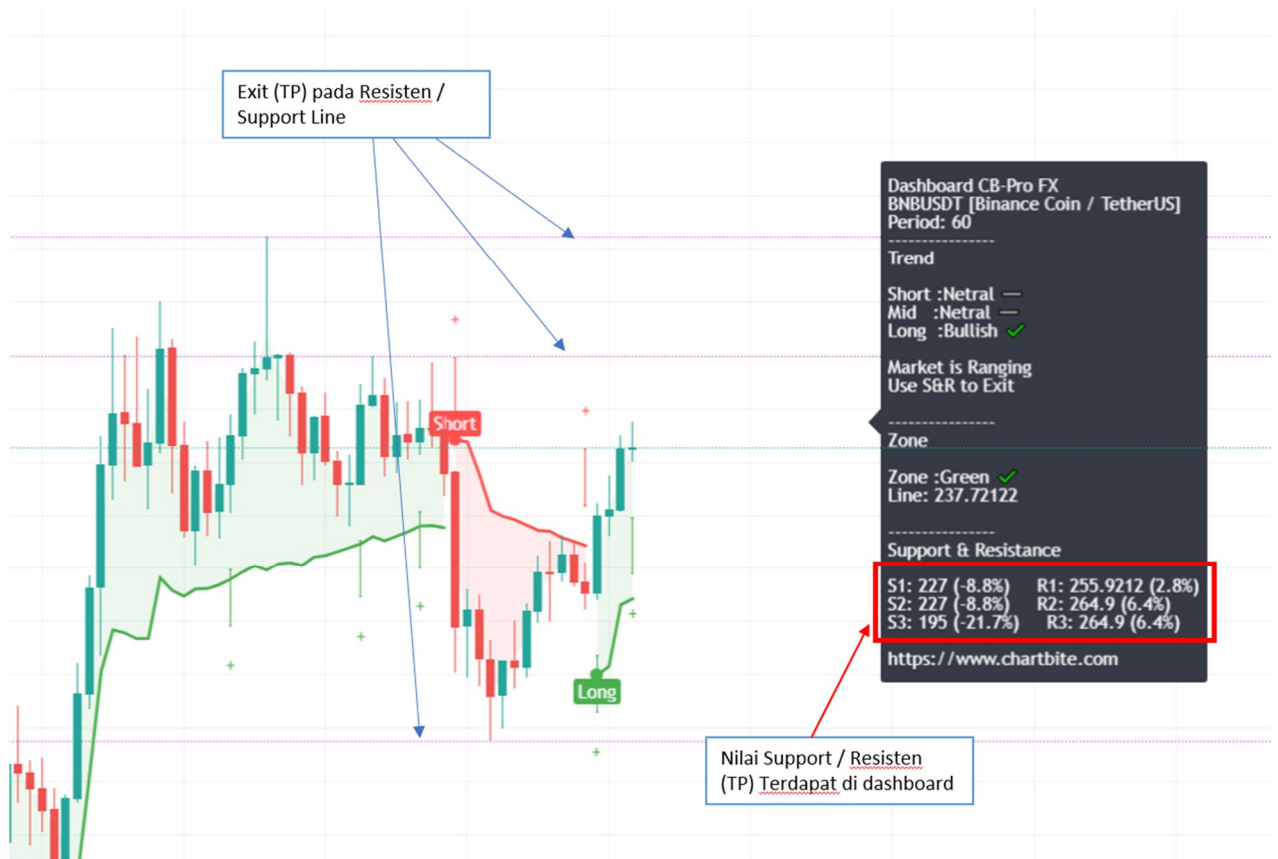 Exit (TP) pada Resisten /
Support Line
Dashboard CB-Pro FX
BNBUSDT [Binance Coin / TetherUS]
Period: 60
----------------
Trend
Short :Netral
Mid :Netral
Long :Bullish
Market is Ranging
Use S&R to Exit
----------------
Zone
Zone :Green
Line: 237.72122
----------------
Support & Resistance
S1: 227 (-8.8%) R1: 255.9212 (2.8%)
S2: 227 (-8.8%) R2: 264.9 (6.4%)
S3: 195 (-21.7%) R3: 264.9 (6.4%)
https://www.chartbite.com
Short
Long
Nilai Support / Resisten
(TP) Terdapat di dashboard